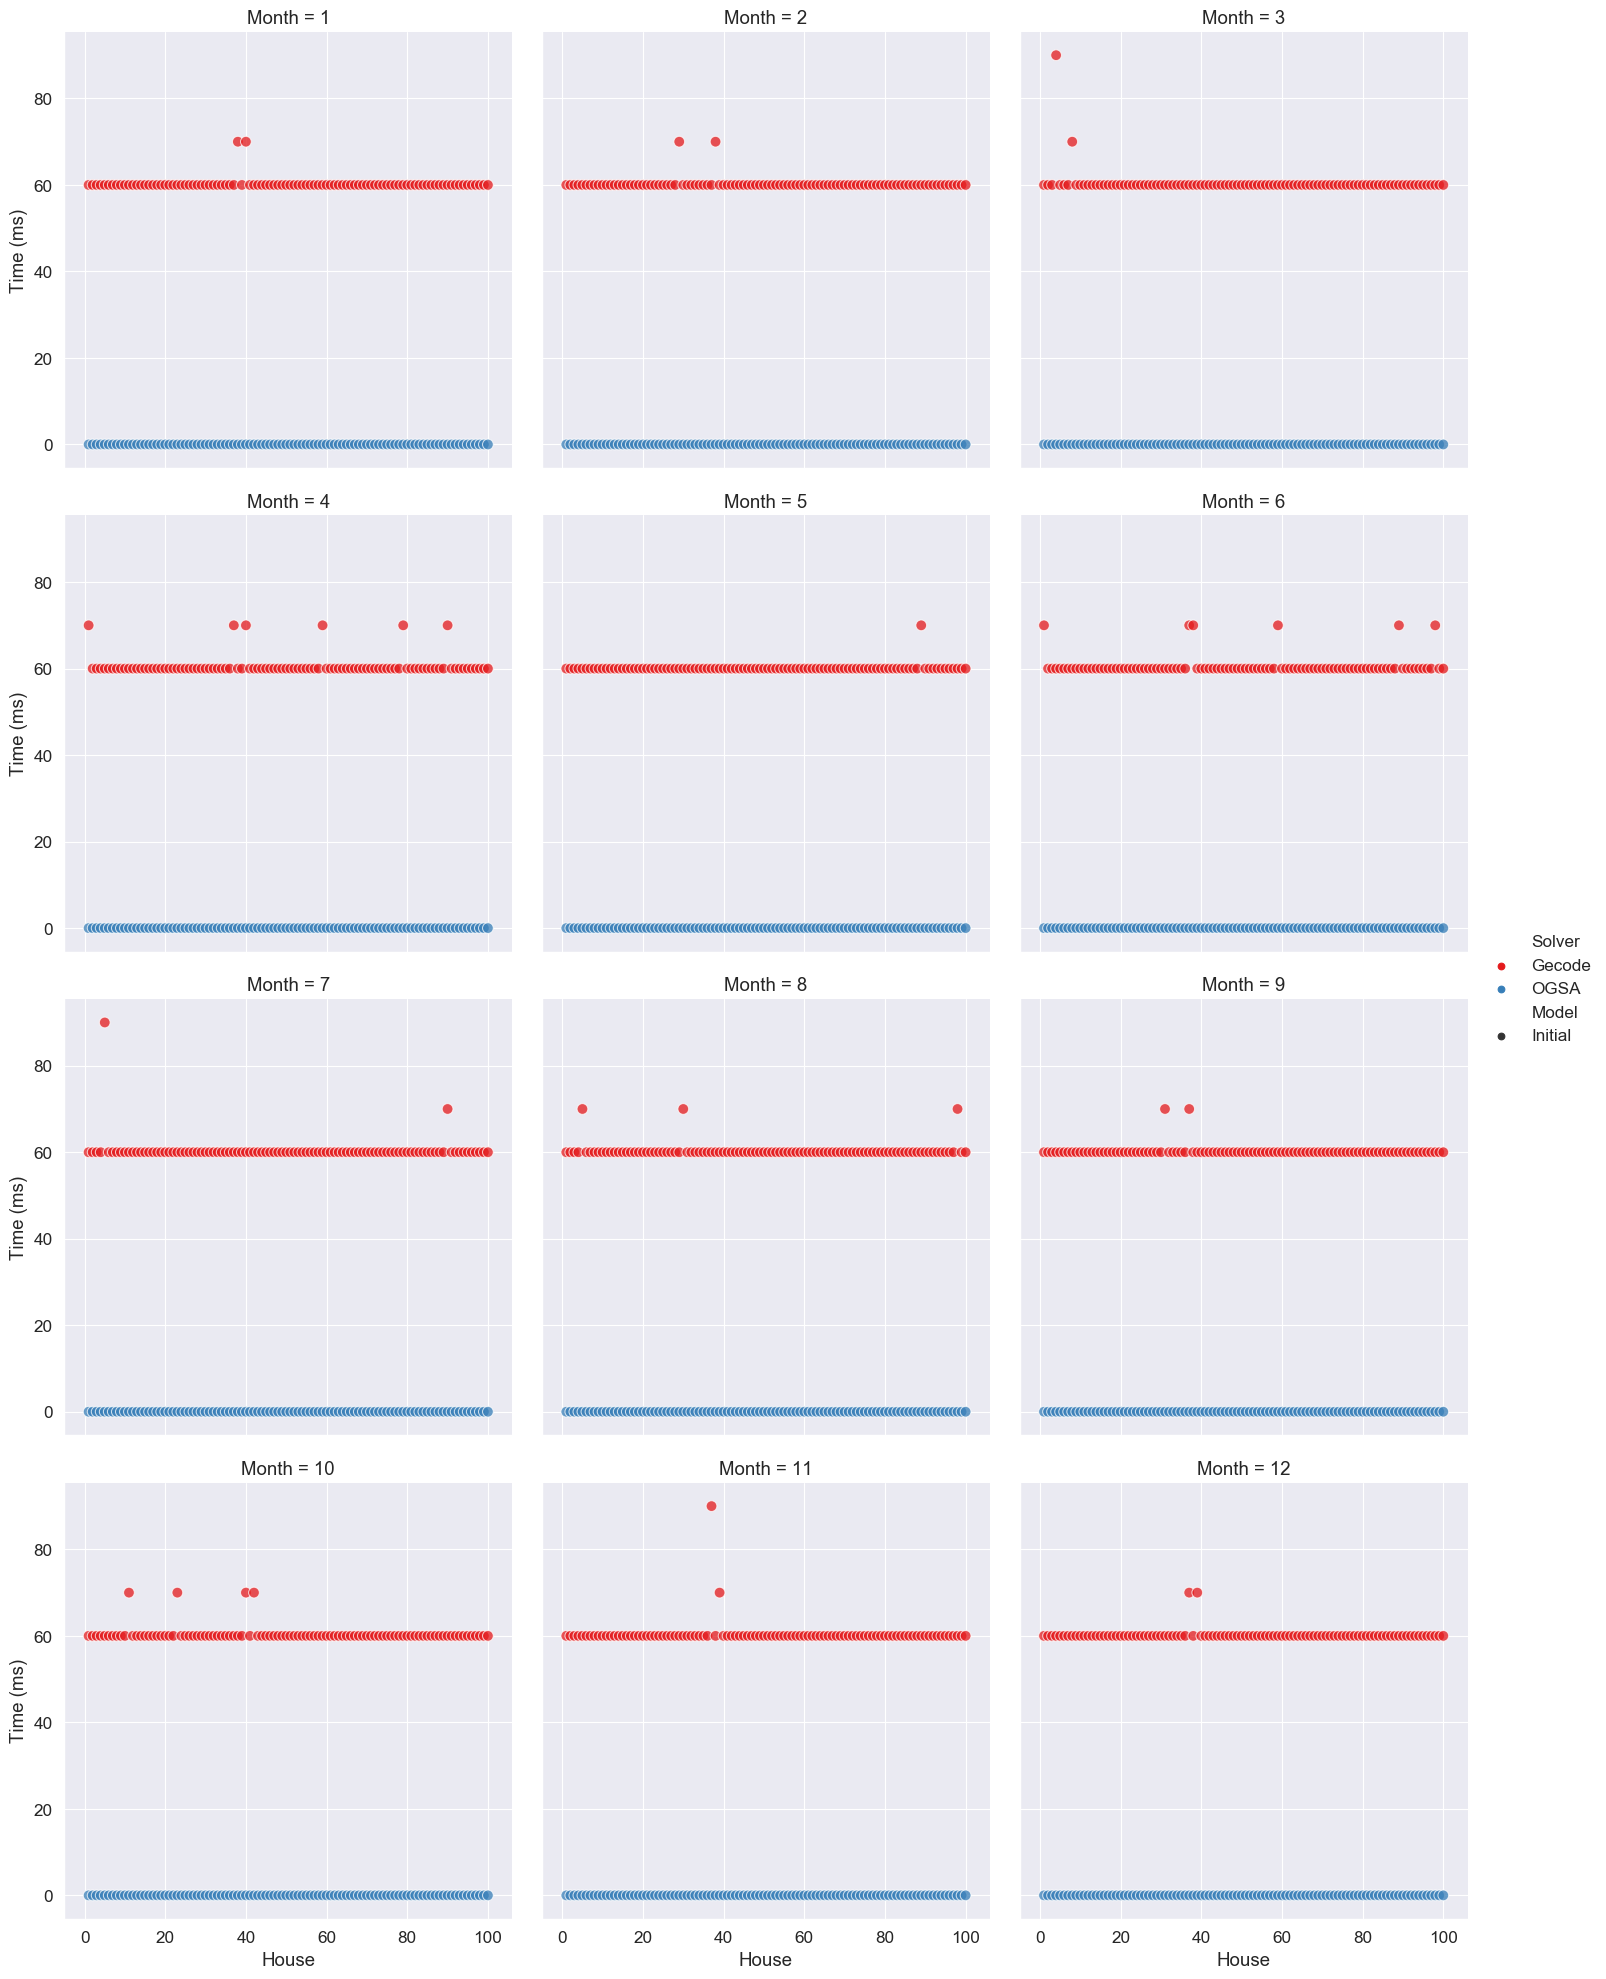 Month = 1
Month = 2
Month = 3
80
60
40
20
0
Time (ms)
Month = 4
Month = 5
Month = 6
80
60
40
20
0
Time (ms)
Solver
Gecode
OGSA
Model
Initial
Month = 7
Month = 8
Month = 9
80
60
40
20
0
Time (ms)
Month = 10
Month = 11
Month = 12
80
60
40
20
0
Time (ms)
0 20 40 60 80 100
0 20 40 60 80 100
0 20 40 60 80 100
House
House
House